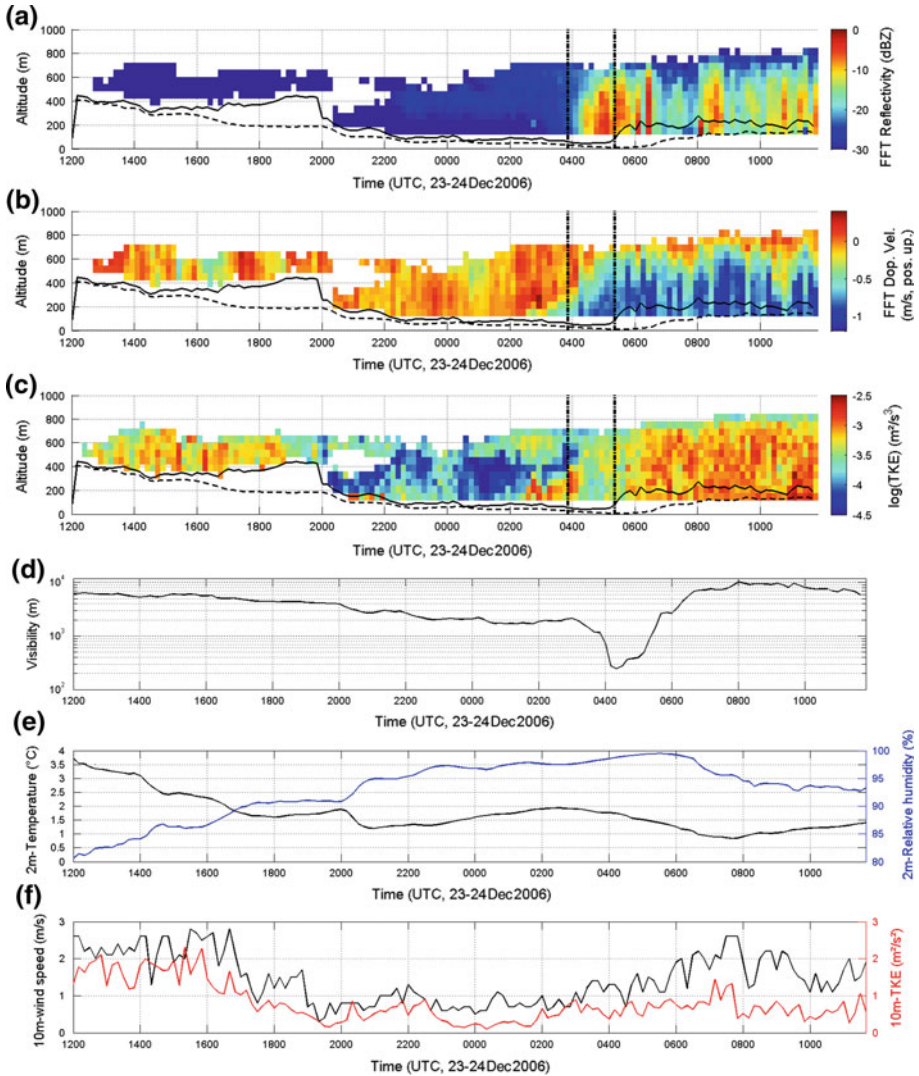 (a)
1000
800
600
400
200
0
Altitude (m)
1200 1400 1600 1800 2000 2200 0000 0200 0400 0600 0800 1000
Time (UTC, 23-24Dec2006)
0
-10
-20
-30
FFT Reflectivity (dBZ)
(b)
1000
800
600
400
200
0
Altitude (m)
1200 1400 1600 1800 2000 2200 0000 0200 0400 0600 0800 1000
Time (UTC, 23-24Dec2006)
0
-0.5
-1
FFT Dop. Vel.
(m/s, pos. up.)
(c)
1000
800
600
400
200
0
Altitude (m)
1200 1400 1600 1800 2000 2200 0000 0200 0400 0600 0800 1000
Time (UTC, 23-24Dec2006)
-2.5
-3
-3.5
-4
-4.5
log(TKE) (m²/s³)
(d)
10⁴
10³
10²
Visibility (m)
1200 1400 1600 1800 2000 2200 0000 0200 0400 0600 0800 1000
Time (UTC, 23-24Dec2006)
(e)
4
3.5
3
2.5
2
1.5
1
0.5
0
2m-Temperature (°C)
100
95
90
85
80
2m-Relative humidity (%)
1200 1400 1600 1800 2000 2200 0000 0200 0400 0600 0800 1000
Time (UTC, 23-24Dec2006)
(f)
3
2
1
0
10m-wind speed (m/s)
3
2
1
0
10m-TKE (m²/s²)
1200 1400 1600 1800 2000 2200 0000 0200 0400 0600 0800 1000
Time (UTC, 23-24Dec2006)